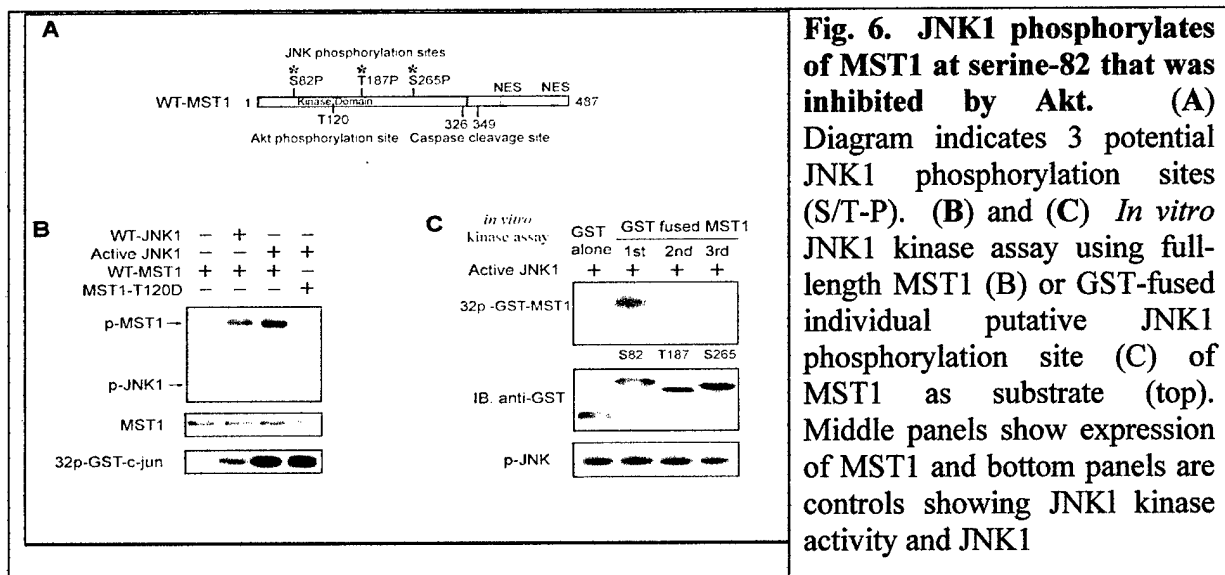 A
JNK phosphorylation sites
* * *
S82P T187P S265P
NES NES
WT-MST1 1 Kinase Domain 487
T120 326 349
Akt phosphorylation site Caspase cleavage site
B
WT-JNK1 − + − −
Active JNK1 − − + +
WT-MST1 + + + −
MST1-T120D − − − +
p-MST1→
p-JNK1→
MST1
32p-GST-c-jun
C
in vitro
kinase assay
GST
alone
GST fused MST1
1st 2nd 3rd
Active JNK1 + + + +
32p -GST-MST1
S82 T187 S265
IB. anti-GST
p-JNK
Fig. 6. JNK1 phosphorylates
of MST1 at serine-82 that was
inhibited by Akt. (A)
Diagram indicates 3 potential
JNK1 phosphorylation sites
(S/T-P). (B) and (C) In vitro
JNK1 kinase assay using full-
length MST1 (B) or GST-fused
individual putative JNK1
phosphorylation site (C) of
MST1 as substrate (top).
Middle panels show expression
of MST1 and bottom panels are
controls showing JNK1 kinase
activity and JNK1